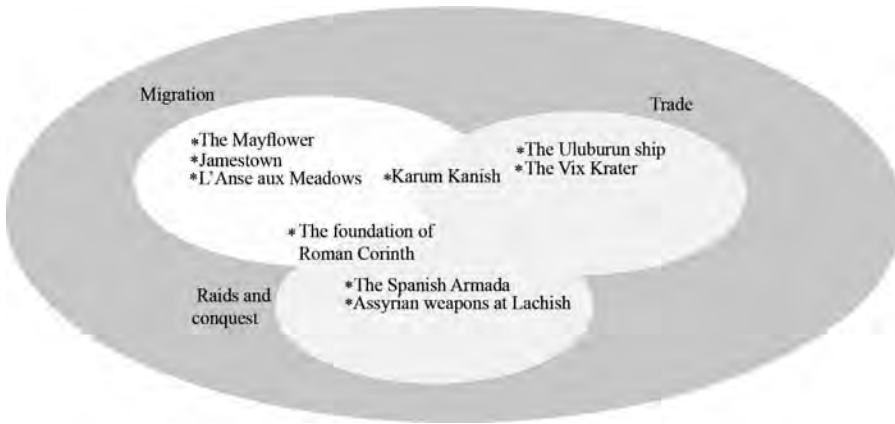 Migration
Trade
*The Mayflower
*Jamestown
*L'Anse aux Meadows
*Karum Kanish
*The Uluburun ship
*The Vix Krater
*The foundation of
Roman Corinth
*The Spanish Armada
*Assyrian weapons at Lachish
Raids and
conquest